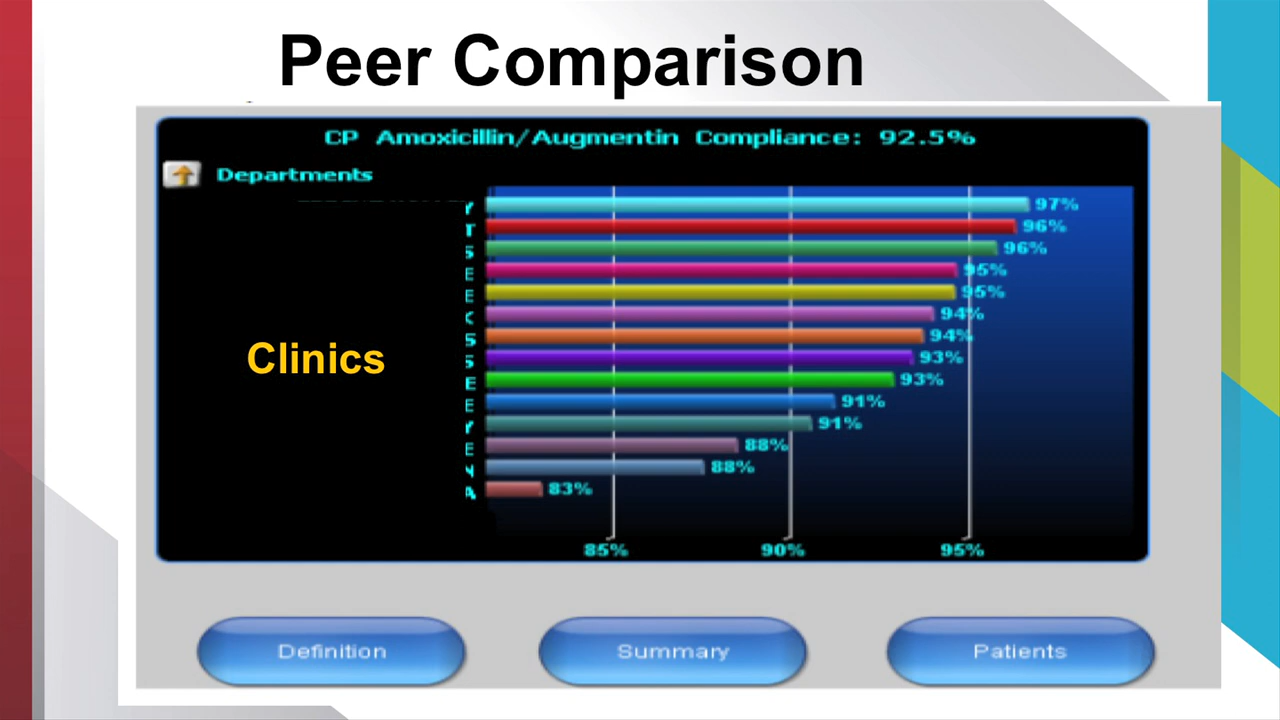 Peer Comparison
CP Amoxicillin/Augmentin Compliance: 92.5%
Departments
Y 97%
T 96%
S 96%
E 95%
E 95%
K 94%
S 94%
S 93%
E 93%
E 91%
Y 91%
E 88%
N 88%
A 83%
Clinics
85% 90% 95%
Definition Summary Patients